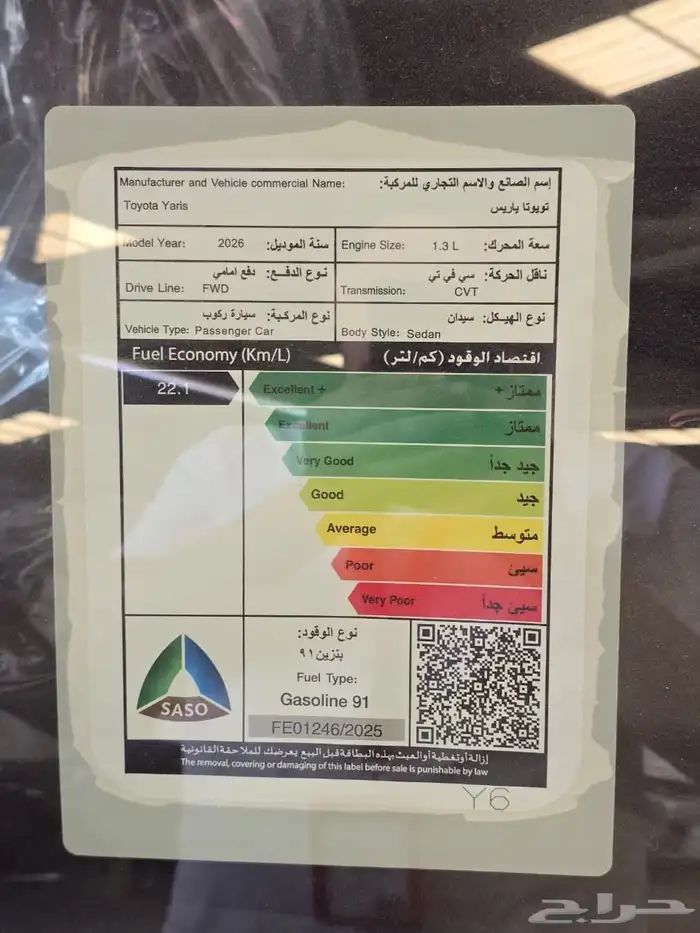 Manufacturer and Vehicle commercial Name: إسم الصانع والاسم التجاري للمركبة:
Toyota Yaris تويوتا ياريس
Model Year: 2026 سنة الموديل:
Engine Size: 1.3 L سعة المحرك:
نوع الدفـع: دفع امامي
Drive Line: FWD
ناقل الحركة: سي في تي
Transmission: CVT
نوع المركبة: سيارة ركوب
Vehicle Type: Passenger Car
نوع الهيكل: سيدان
Body Style: Sedan
Fuel Economy (Km/L) اقتصاد الوقود (كم/لتر)
22.1 Excellent + ممتاز +
Excellent ممتاز
Very Good جيد جداً
Good جيد
Average متوسط
Poor سيئ
Very Poor سيئ جداً
SASO
نوع الوقود:
بنزين ٩١
Fuel Type:
Gasoline 91
FE01246/2025
إزالة أو تغطية أو العبث بهذه البطاقة قبل البيع يعرضك للملاحقة القانونية
The removal, covering or damaging of this label before sale is punishable by law
Y6
حراج